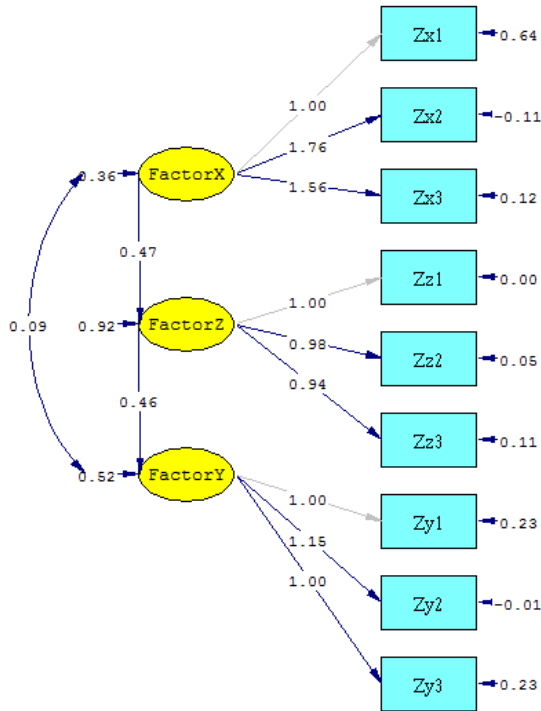 Zx1
0.64
1.00
Zx2
-0.11
1.76
0.36
FactorX
1.56
Zx3
0.12
0.47
Zz1
0.00
1.00
0.09
0.92
FactorZ
0.98
Zz2
0.05
0.94
0.46
Zz3
0.11
0.52
FactorY
1.00
Zy1
0.23
1.15
1.00
Zy2
-0.01
Zy3
0.23